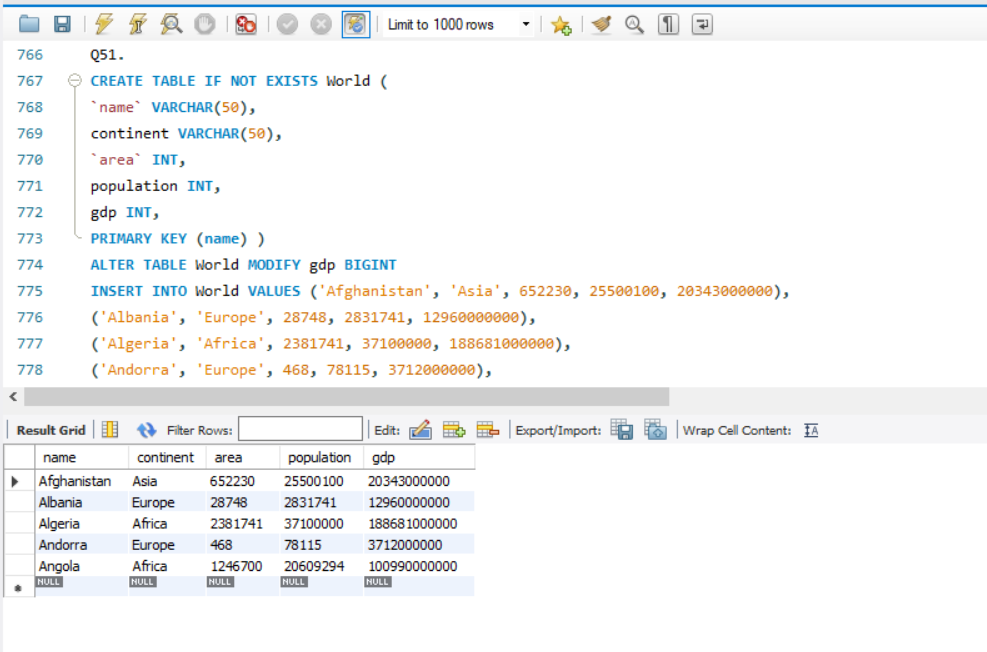 Limit to 1000 rows
766 Q51.
767 CREATE TABLE IF NOT EXISTS World (
768 `name` VARCHAR(50),
769 continent VARCHAR(50),
770 `area` INT,
771 population INT,
772 gdp INT,
773 PRIMARY KEY (name) )
774 ALTER TABLE World MODIFY gdp BIGINT
775 INSERT INTO World VALUES ('Afghanistan', 'Asia', 652230, 25500100, 20343000000),
776 ('Albania', 'Europe', 28748, 2831741, 12960000000),
777 ('Algeria', 'Africa', 2381741, 37100000, 188681000000),
778 ('Andorra', 'Europe', 468, 78115, 3712000000),
Result Grid Filter Rows: Edit: Export/Import: Wrap Cell Content: IA
name continent area population gdp
Afghanistan Asia 652230 25500100 20343000000
Albania Europe 28748 2831741 12960000000
Algeria Africa 2381741 37100000 188681000000
Andorra Europe 468 78115 3712000000
Angola Africa 1246700 20609294 100990000000
NULL NULL NULL NULL NULL